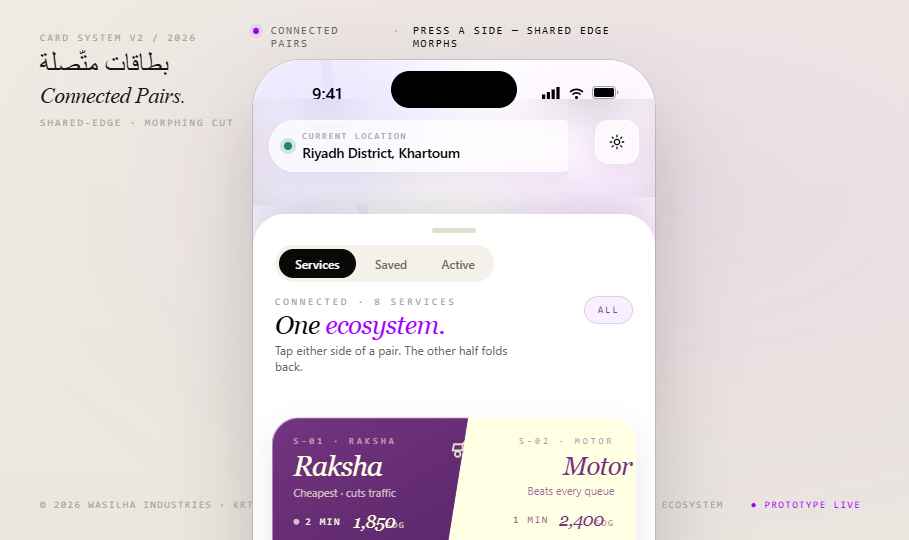 CARD SYSTEM V2 / 2026
بطاقات متّصلة
Connected Pairs.
SHARED-EDGE · MORPHING CUT
CONNECTED PAIRS
·
PRESS A SIDE — SHARED EDGE MORPHS
9:41
CURRENT LOCATION
Riyadh District, Khartoum
Services
Saved
Active
CONNECTED · 8 SERVICES
One ecosystem.
ALL
Tap either side of a pair. The other half folds
back.
S-01 · RAKSHA
Raksha
Cheapest · cuts traffic
2 MIN
1,850
S-02 · MOTOR
Motor
Beats every queue
1 MIN
2,400
© 2026 WASILHA INDUSTRIES · KRT
ECOSYSTEM
● PROTOTYPE LIVE